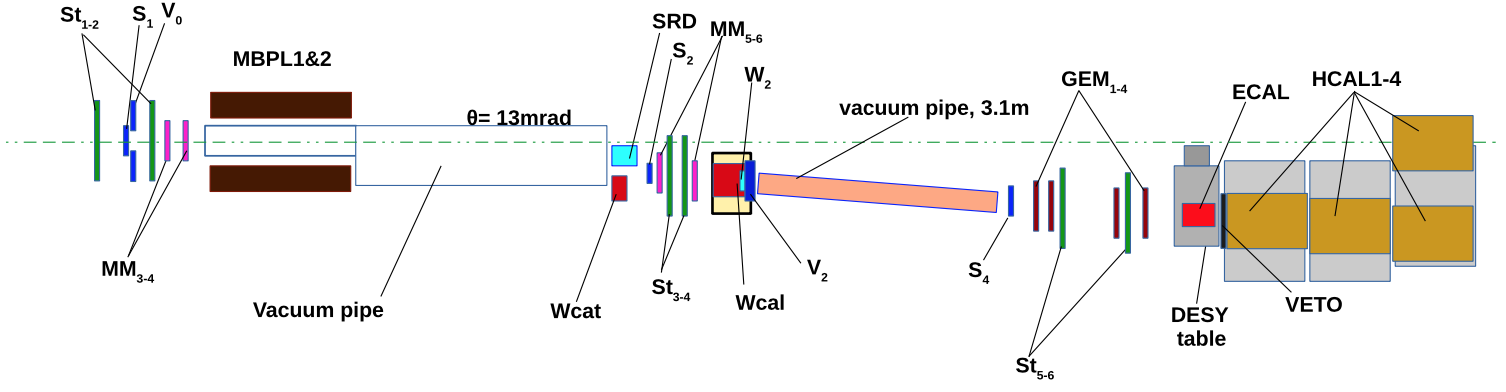 St1-2
S1
V0
MBPL1&2
θ= 13mrad
SRD
S2
MM5-6
W2
vacuum pipe, 3.1m
GEM1-4
ECAL
HCAL1-4
MM3-4
Vacuum pipe
Wcat
St3-4
Wcal
V2
S4
St5-6
DESY
table
VETO